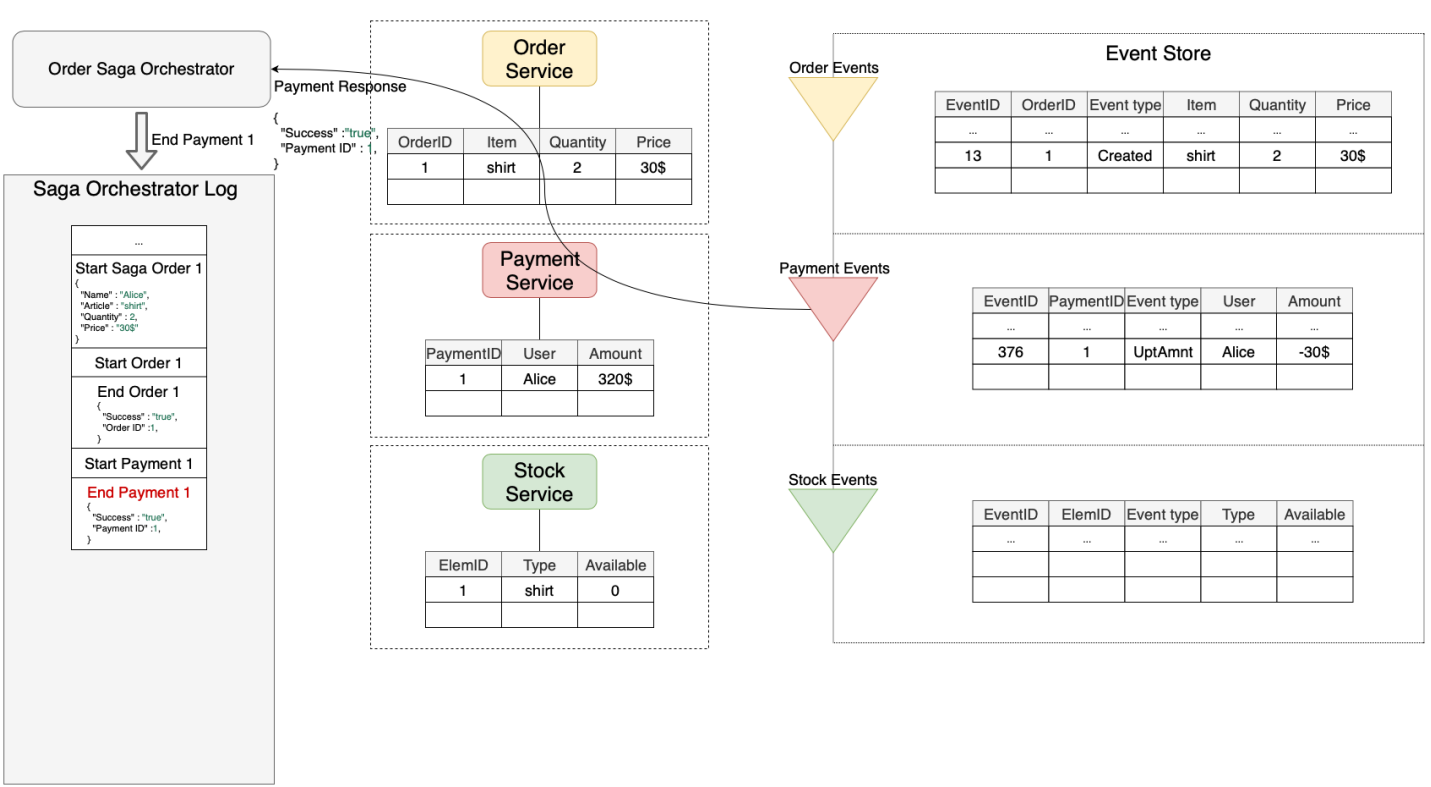 Order Saga Orchestrator
End Payment 1
Saga Orchestrator Log
...
Start Saga Order 1
{
"Name" : "Alice",
"Article" : "shirt",
"Quantity" : 2,
"Price" : "30$"
}
Start Order 1
End Order 1
{
"Success" : "true",
"Order ID" :1,
}
Start Payment 1
End Payment 1
{
"Success" : "true",
"Payment ID" :1,
}
Payment Response
{
"Success" :"true",
"Payment ID" : 1,
}
Order
Service
OrderID Item Quantity Price
1 shirt 2 30$
Payment
Service
PaymentID User Amount
1 Alice 320$
Stock
Service
ElemID Type Available
1 shirt 0
Event Store
Order Events
EventID OrderID Event type Item Quantity Price
... ... ... ... ... ...
13 1 Created shirt 2 30$
Payment Events
EventID PaymentID Event type User Amount
... ... ... ... ...
376 1 UptAmnt Alice -30$
Stock Events
EventID ElemID Event type Type Available
... ... ... ... ...